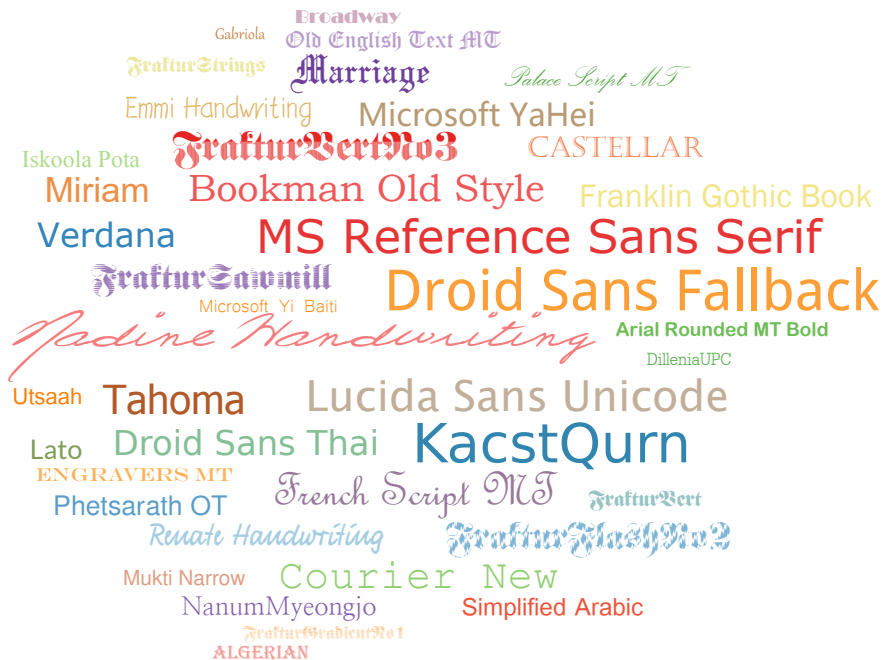 Broadway
Gabriola
Old English Text MT
FrakturStrings
Marriage
Palace Script MT
Emmi Handwriting
Microsoft YaHei
FrakturVertNo3
CASTELLAR
Iskoola Pota
Miriam
Bookman Old Style
Franklin Gothic Book
Verdana
MS Reference Sans Serif
FrakturSawmill
Droid Sans Fallback
Microsoft Yi Baiti
Nadine Handwriting
Arial Rounded MT Bold
DilleniaUPC
Utsaah
Tahoma
Lucida Sans Unicode
Lato
Droid Sans Thai
KacstQurn
ENGRAVERS MT
French Script MT
FrakturVert
Phetsarath OT
Renate Handwriting
FrakturFlashNo2
Mukti Narrow
Courier New
NanumMyeongjo
Simplified Arabic
FrakturGradientNo1
ALGERIAN